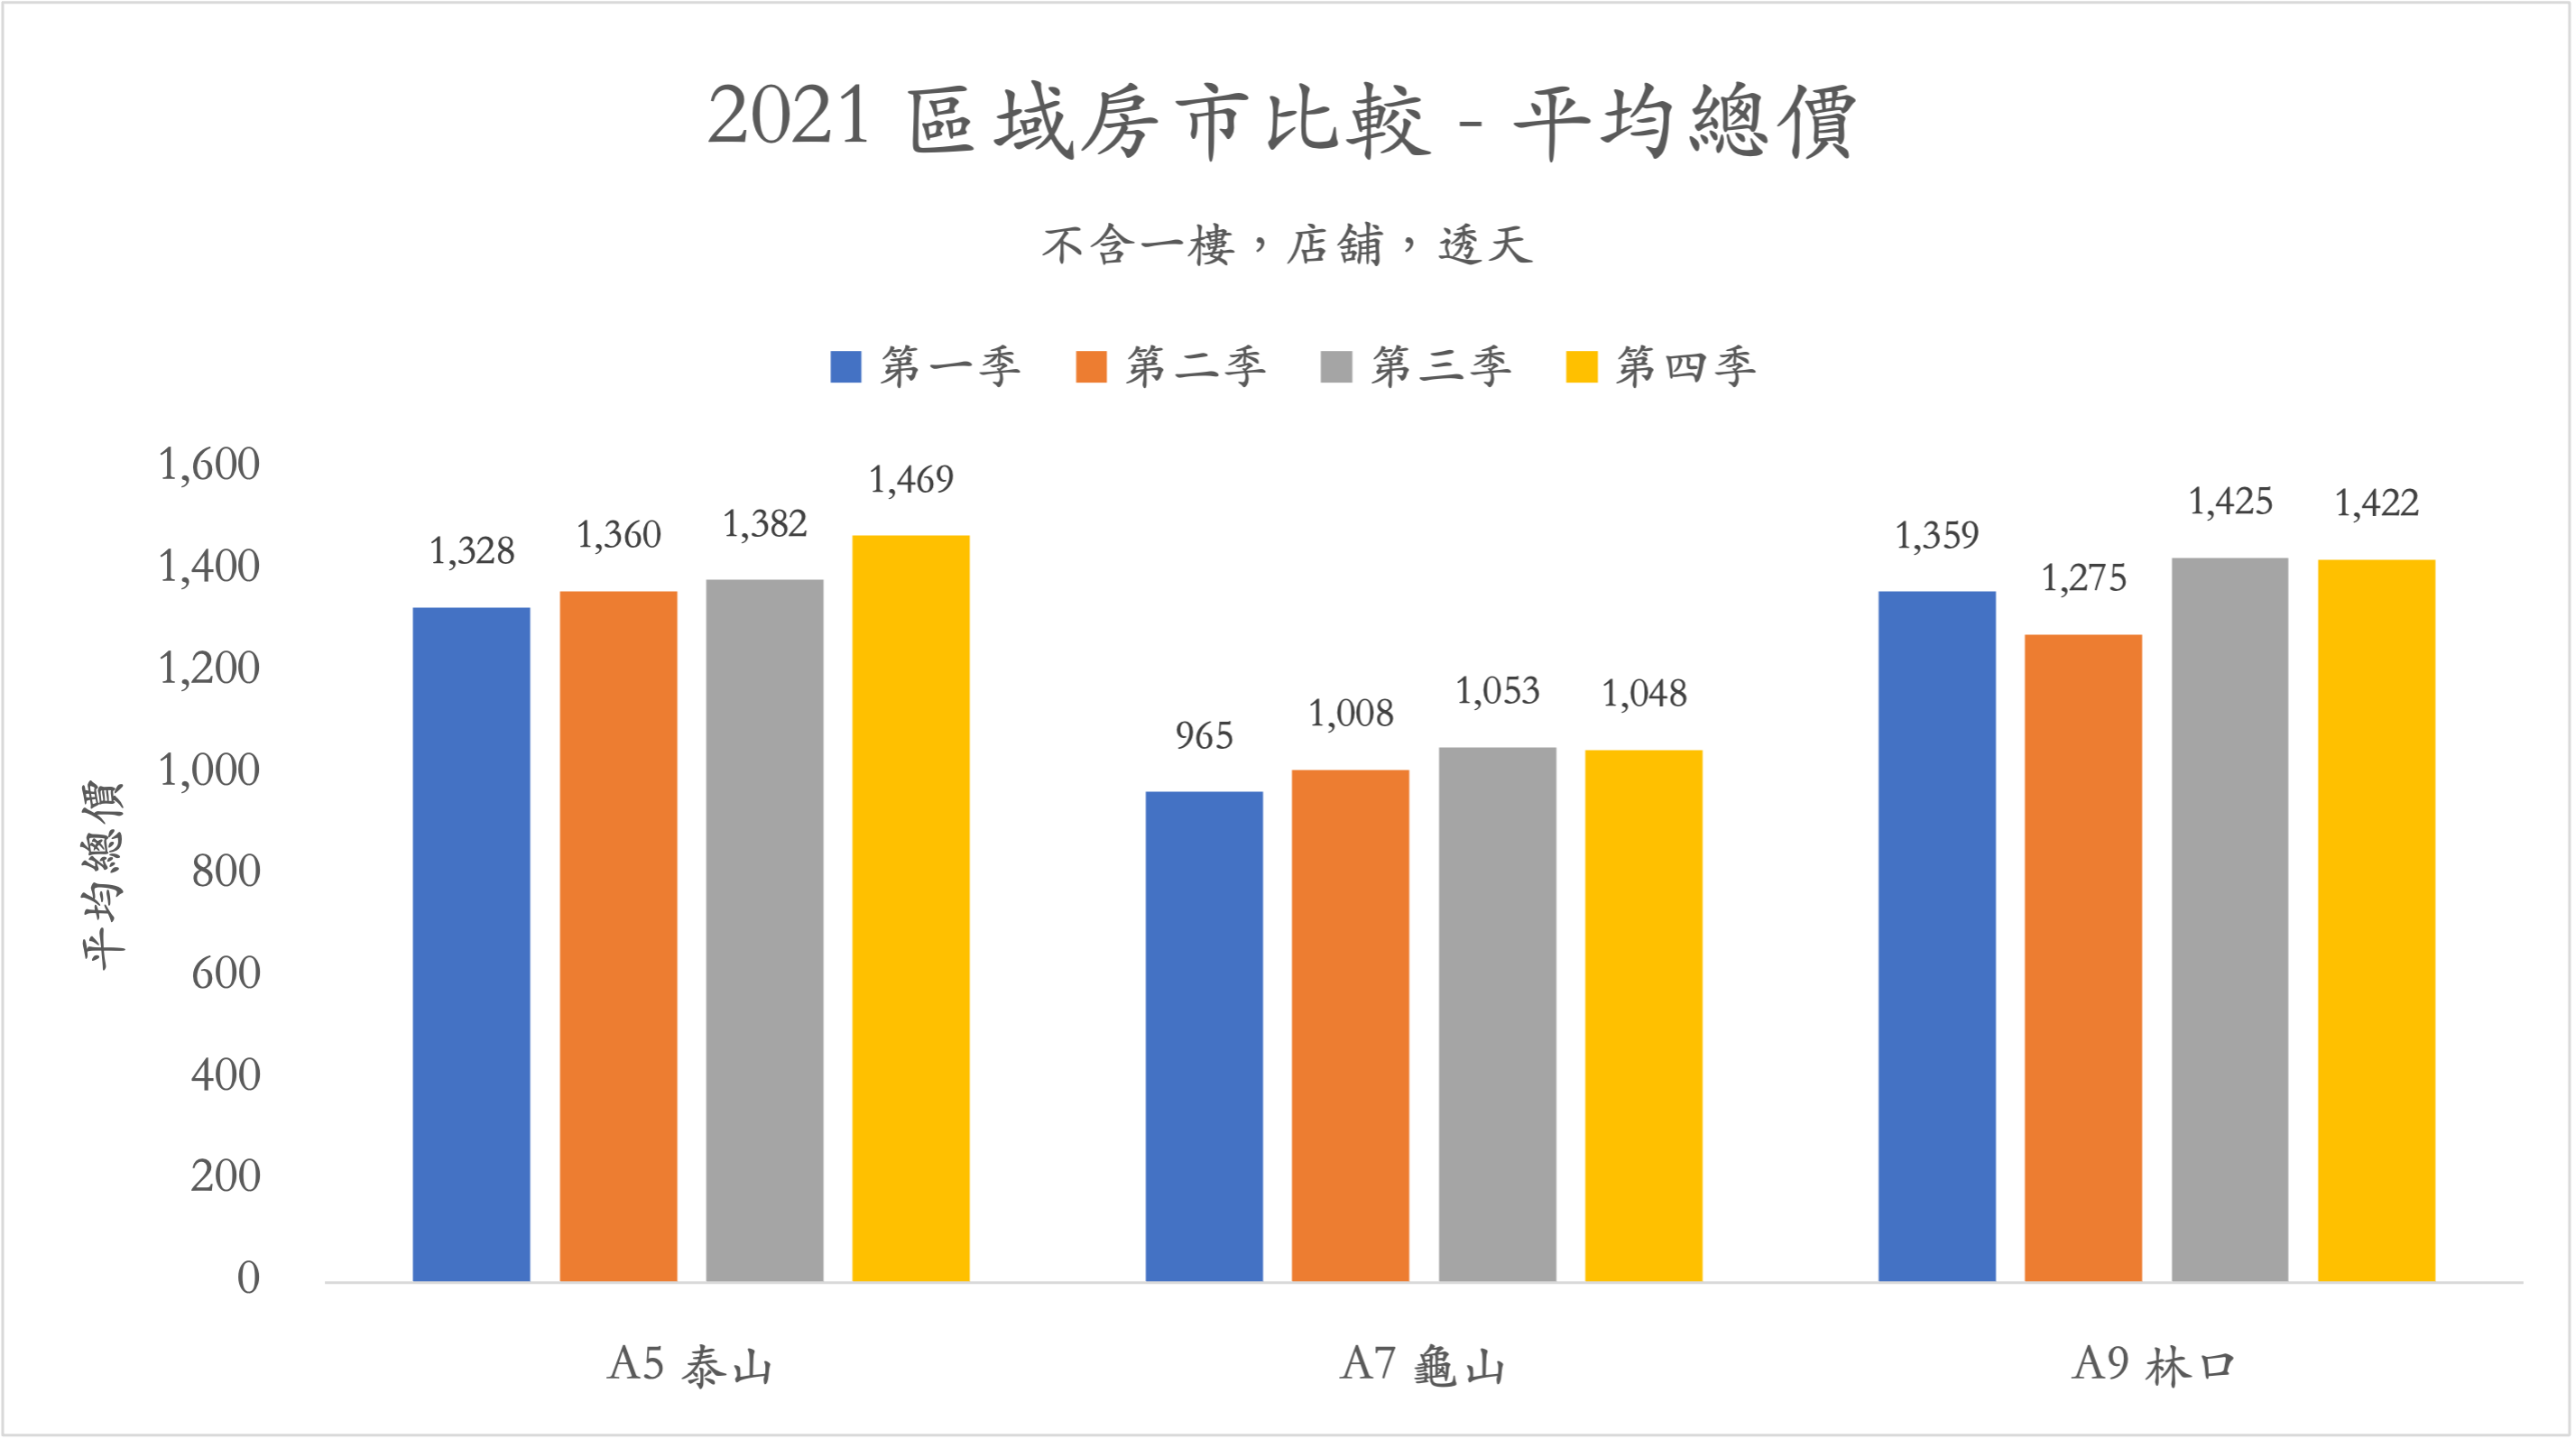 2021 區域房市比較 - 平均總價
不含一樓，店舖，透天
第一季 第二季 第三季 第四季
1,600
1,400
1,200
1,000
800
600
400
200
0
平均總價
1,328 1,360 1,382 1,469
965 1,008 1,053 1,048
1,359 1,275 1,425 1,422
A5 泰山 A7 龜山 A9 林口